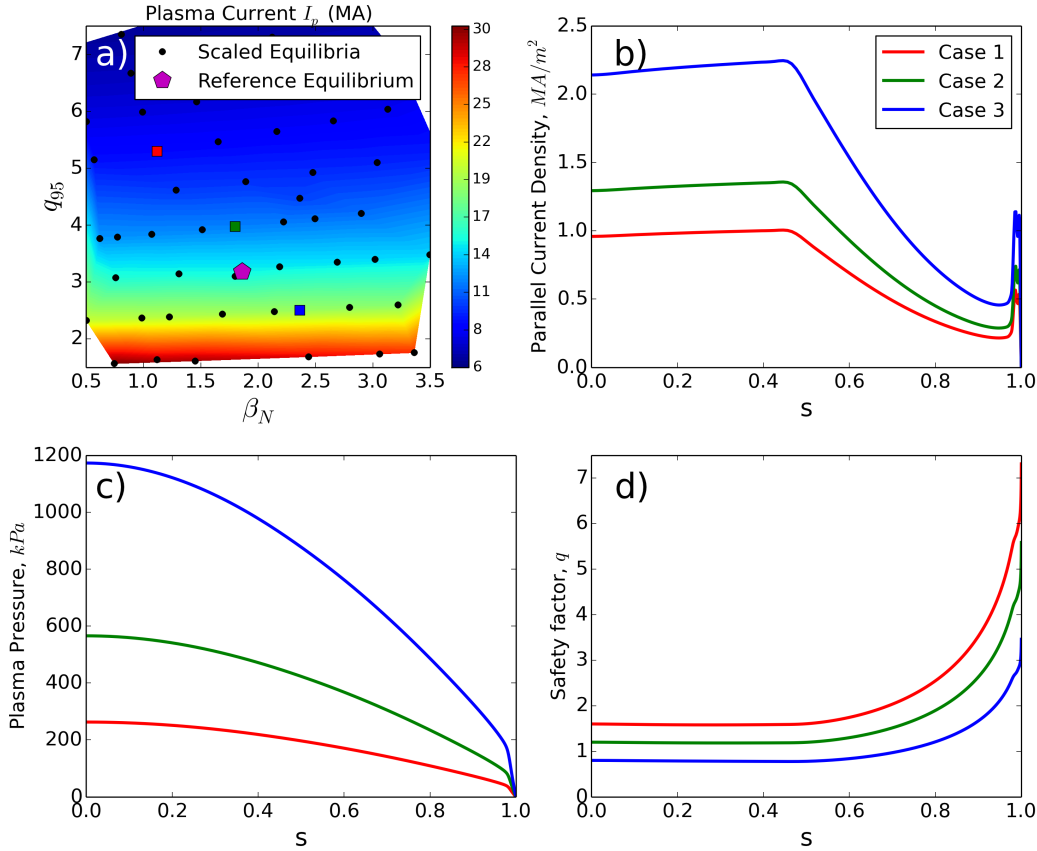 Plasma Current I_p (MA)
a)
Scaled Equilibria
Reference Equilibrium
7
6
5
4
3
2
q_95
0.5 1.0 1.5 2.0 2.5 3.0 3.5
β_N
30
28
25
22
19
17
14
11
8
6
b)
Case 1
Case 2
Case 3
2.5
2.0
1.5
1.0
0.5
0.0
Parallel Current Density, MA/m^2
0.0 0.2 0.4 0.6 0.8 1.0
s
c)
1200
1000
800
600
400
200
0
Plasma Pressure, kPa
0.0 0.2 0.4 0.6 0.8 1.0
s
d)
7
6
5
4
3
2
1
0
Safety factor, q
0.0 0.2 0.4 0.6 0.8 1.0
s